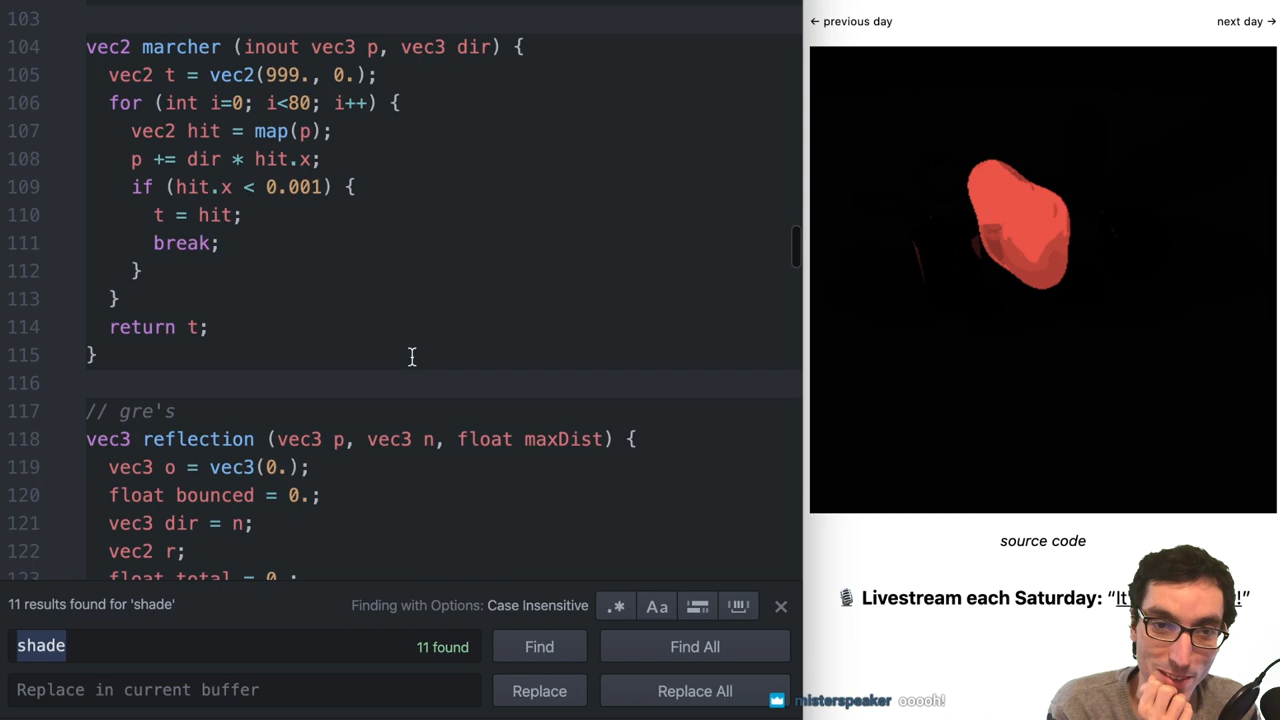 103
104 vec2 marcher (inout vec3 p, vec3 dir) {
105 vec2 t = vec2(999., 0.);
106 for (int i=0; i<80; i++) {
107 vec2 hit = map(p);
108 p += dir * hit.x;
109 if (hit.x < 0.001) {
110 t = hit;
111 break;
112 }
113 }
114 return t;
115 }
116
117 // gre's
118 vec3 reflection (vec3 p, vec3 n, float maxDist) {
119 vec3 o = vec3(0.);
120 float bounced = 0.;
121 vec3 dir = n;
122 vec2 r;
123 float total = 0.;
11 results found for 'shade'
Finding with Options: Case Insensitive
.* Aa
shade
11 found
Find
Find All
Replace in current buffer
Replace
Replace All
← previous day
next day →
source code
🎙 Livestream each Saturday: “It !”
misterspeaker ooooh!